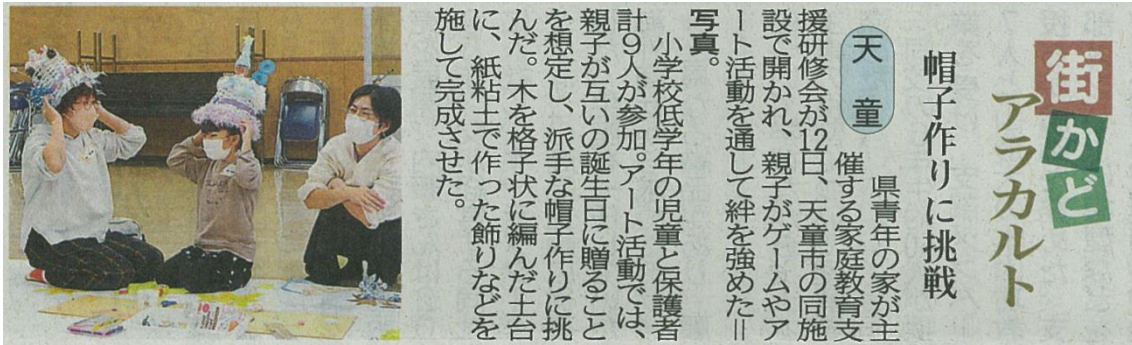 街かど
アラカルト
帽子作りに挑戦
天童
県青年の家が主
催する家庭教育支
援研修会が12日、天童市の同施
設で開かれ、親子がゲームやア
ート活動を通して絆を強めた＝
写真。
小学校低学年の児童と保護者
計９人が参加。アート活動では、
親子が互いの誕生日に贈ること
を想定し、派手な帽子作りに挑
んだ。木を格子状に編んだ土台
に、紙粘土で作った飾りなどを
施して完成させた。